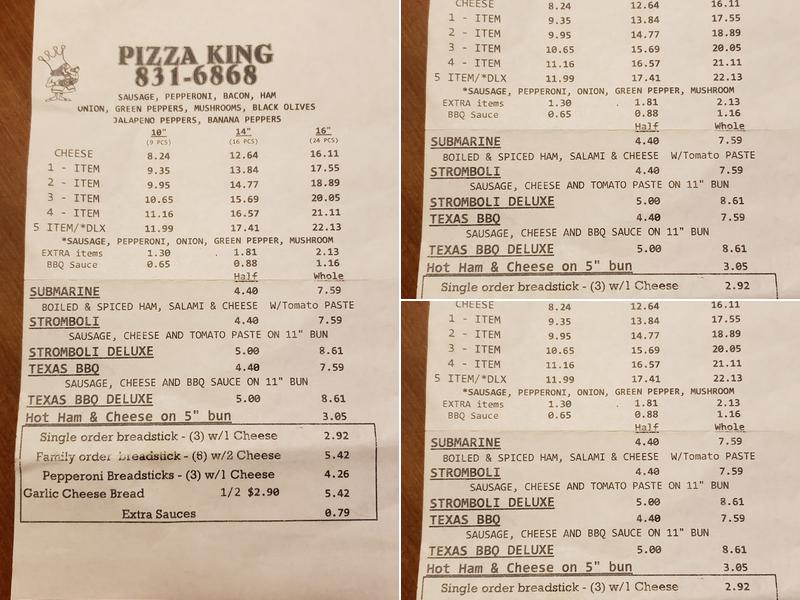 PIZZA KING
831-6868
SAUSAGE, PEPPERONI, BACON, HAM
UNION, GREEN PEPPERS, MUSHROOMS, BLACK OLIVES
JALAPENO PEPPERS, BANANA PEPPERS
10" 14" 16"
(9 PCS) (16 PCS) (24 PCS)
CHEESE 8.24 12.64 16.11
1 - ITEM 9.35 13.84 17.55
2 - ITEM 9.95 14.77 18.89
3 - ITEM 10.65 15.69 20.05
4 - ITEM 11.16 16.57 21.11
5 ITEM/*DLX 11.99 17.41 22.13
*SAUSAGE, PEPPERONI, ONION, GREEN PEPPER, MUSHROOM
EXTRA items 1.30 . 1.81 2.13
BBQ Sauce 0.65 0.88 1.16
Half Whole
SUBMARINE 4.40 7.59
BOILED & SPICED HAM, SALAMI & CHEESE W/Tomato PASTE
STROMBOLI 4.40 7.59
SAUSAGE, CHEESE AND TOMATO PASTE ON 11" BUN
STROMBOLI DELUXE 5.00 8.61
TEXAS BBQ 4.40 7.59
SAUSAGE, CHEESE AND BBQ SAUCE ON 11" BUN
TEXAS BBQ DELUXE 5.00 8.61
Hot Ham & Cheese on 5" bun 3.05
Single order breadstick - (3) w/1 Cheese 2.92
Family order breadstick - (6) w/2 Cheese 5.42
Pepperoni Breadsticks - (3) w/1 Cheese 4.26
Garlic Cheese Bread 1/2 $2.90 5.42
Extra Sauces 0.79
CHEESE 8.24 12.64 16.11
1 - ITEM 9.35 13.84 17.55
2 - ITEM 9.95 14.77 18.89
3 - ITEM 10.65 15.69 20.05
4 - ITEM 11.16 16.57 21.11
5 ITEM/*DLX 11.99 17.41 22.13
*SAUSAGE, PEPPERONI, ONION, GREEN PEPPER, MUSHROOM
EXTRA items 1.30 . 1.81 2.13
BBQ Sauce 0.65 0.88 1.16
Half Whole
SUBMARINE 4.40 7.59
BOILED & SPICED HAM, SALAMI & CHEESE W/Tomato PASTE
STROMBOLI 4.40 7.59
SAUSAGE, CHEESE AND TOMATO PASTE ON 11" BUN
STROMBOLI DELUXE 5.00 8.61
TEXAS BBQ 4.40 7.59
SAUSAGE, CHEESE AND BBQ SAUCE ON 11" BUN
TEXAS BBQ DELUXE 5.00 8.61
Hot Ham & Cheese on 5" bun 3.05
Single order breadstick - (3) w/1 Cheese 2.92
CHEESE 8.24 12.64 16.11
1 - ITEM 9.35 13.84 17.55
2 - ITEM 9.95 14.77 18.89
3 - ITEM 10.65 15.69 20.05
4 - ITEM 11.16 16.57 21.11
5 ITEM/*DLX 11.99 17.41 22.13
*SAUSAGE, PEPPERONI, ONION, GREEN PEPPER, MUSHROOM
EXTRA items 1.30 . 1.81 2.13
BBQ Sauce 0.65 0.88 1.16
Half Whole
SUBMARINE 4.40 7.59
BOILED & SPICED HAM, SALAMI & CHEESE W/Tomato PASTE
STROMBOLI 4.40 7.59
SAUSAGE, CHEESE AND TOMATO PASTE ON 11" BUN
STROMBOLI DELUXE 5.00 8.61
TEXAS BBQ 4.40 7.59
SAUSAGE, CHEESE AND BBQ SAUCE ON 11" BUN
TEXAS BBQ DELUXE 5.00 8.61
Hot Ham & Cheese on 5" bun 3.05
Single order breadstick - (3) w/1 Cheese 2.92